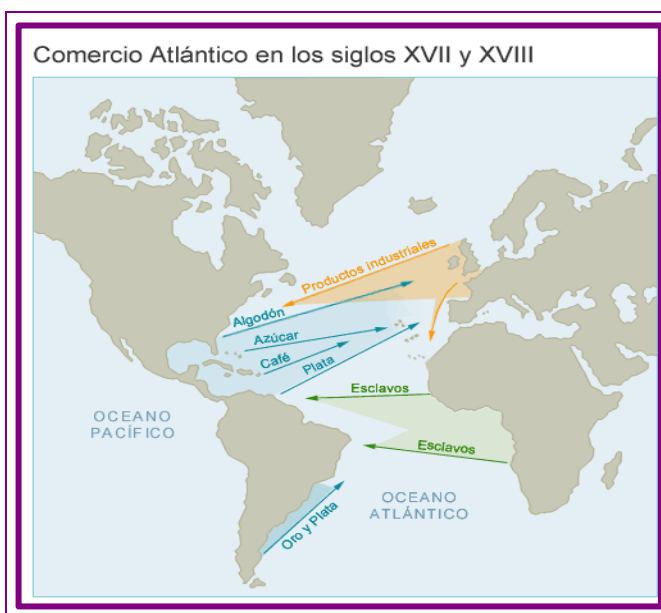 Comercio Atlántico en los siglos XVII y XVIII
Productos industriales
Algodón
Azúcar
Café
Plata
Esclavos
OCEANO
PACÍFICO
Esclavos
OCEANO
ATLÁNTICO
Oro y Plata